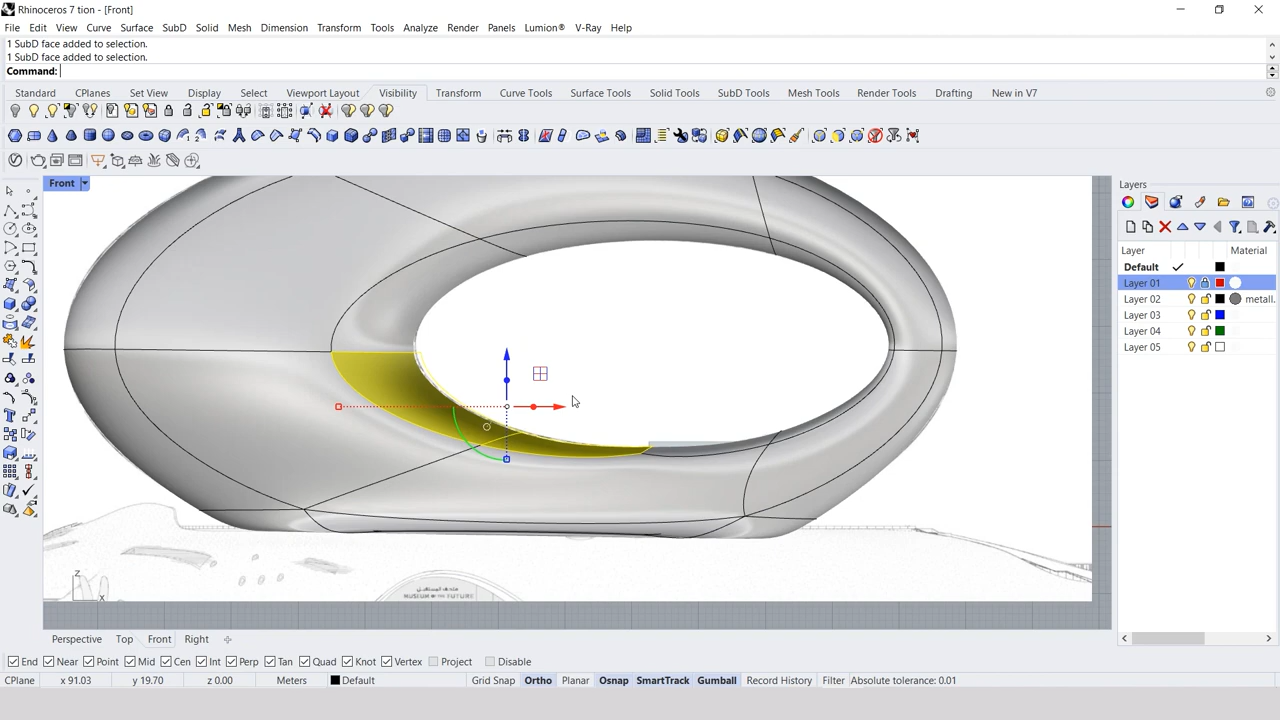 Rhinoceros 7 tion - [Front]
File Edit View Curve Surface SubD Solid Mesh Dimension Transform Tools Analyze Render Panels Lumion® V-Ray Help
1 SubD face added to selection.
1 SubD face added to selection.
Command:
Standard CPlanes Set View Display Select Viewport Layout Visibility Transform Curve Tools Surface Tools Solid Tools SubD Tools Mesh Tools Render Tools Drafting New in V7
Front
Layers
Layer Material
Default
Layer 01
Layer 02 metall.
Layer 03
Layer 04
Layer 05
متحف المستقبل
MUSEUM OF THE FUTURE
z
x
Perspective Top Front Right
End Near Point Mid Cen Int Perp Tan Quad Knot Vertex Project Disable
CPlane x 91.03 y 19.70 z 0.00 Meters Default Grid Snap Ortho Planar Osnap SmartTrack Gumball Record History Filter Absolute tolerance: 0.01